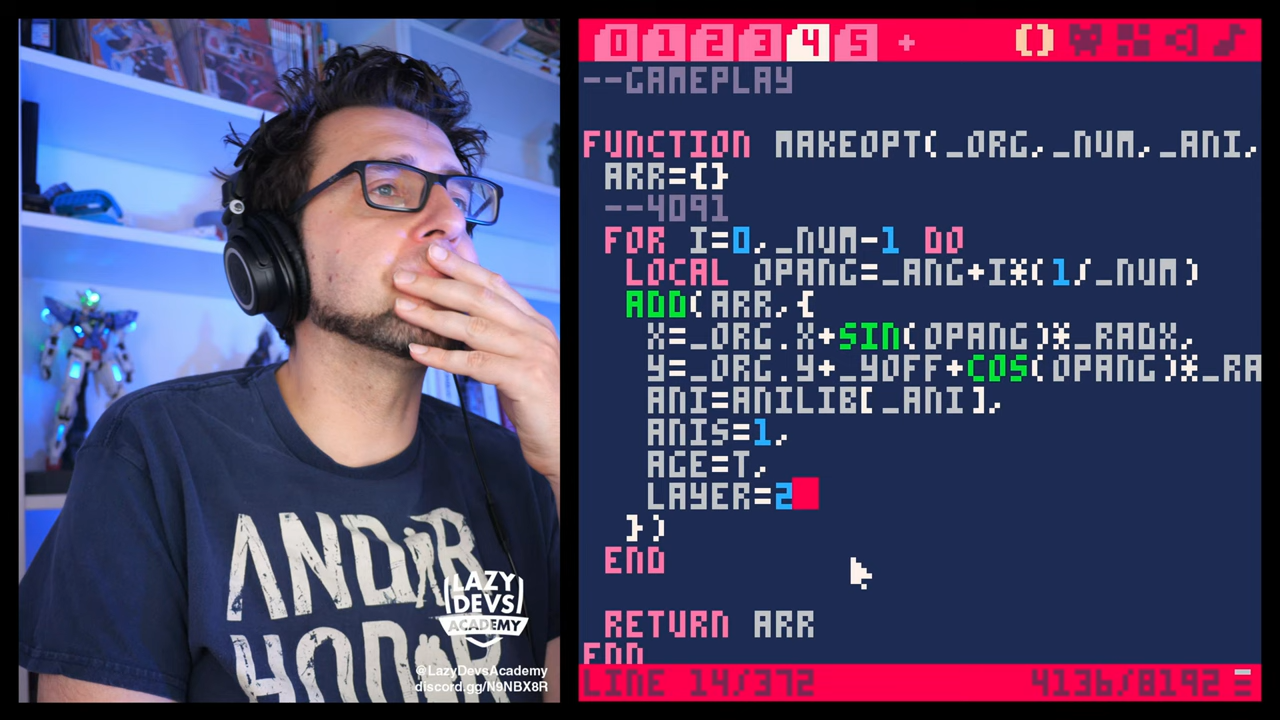 ANDOR
HODOR
LAZY
DEVS
ACADEMY
@LazyDevsAcademy
discord.gg/N9NBX8R
0 1 2 3 4 5 +
--GAMEPLAY
FUNCTION MAKEOPT(_ORG,_NUM,_ANI,
ARR={}
--4091
FOR I=0,_NUM-1 DO
LOCAL OPANG=_ANG+I*(1/_NUM)
ADD(ARR,{
X=_ORG.X+SIN(OPANG)*_RADX,
Y=_ORG.Y+_YOFF+COS(OPANG)*_RA
ANI=ANILIB[_ANI],
ANIS=1,
AGE=T,
LAYER=2
})
END
RETURN ARR
END
LINE 14/372
4136/8192